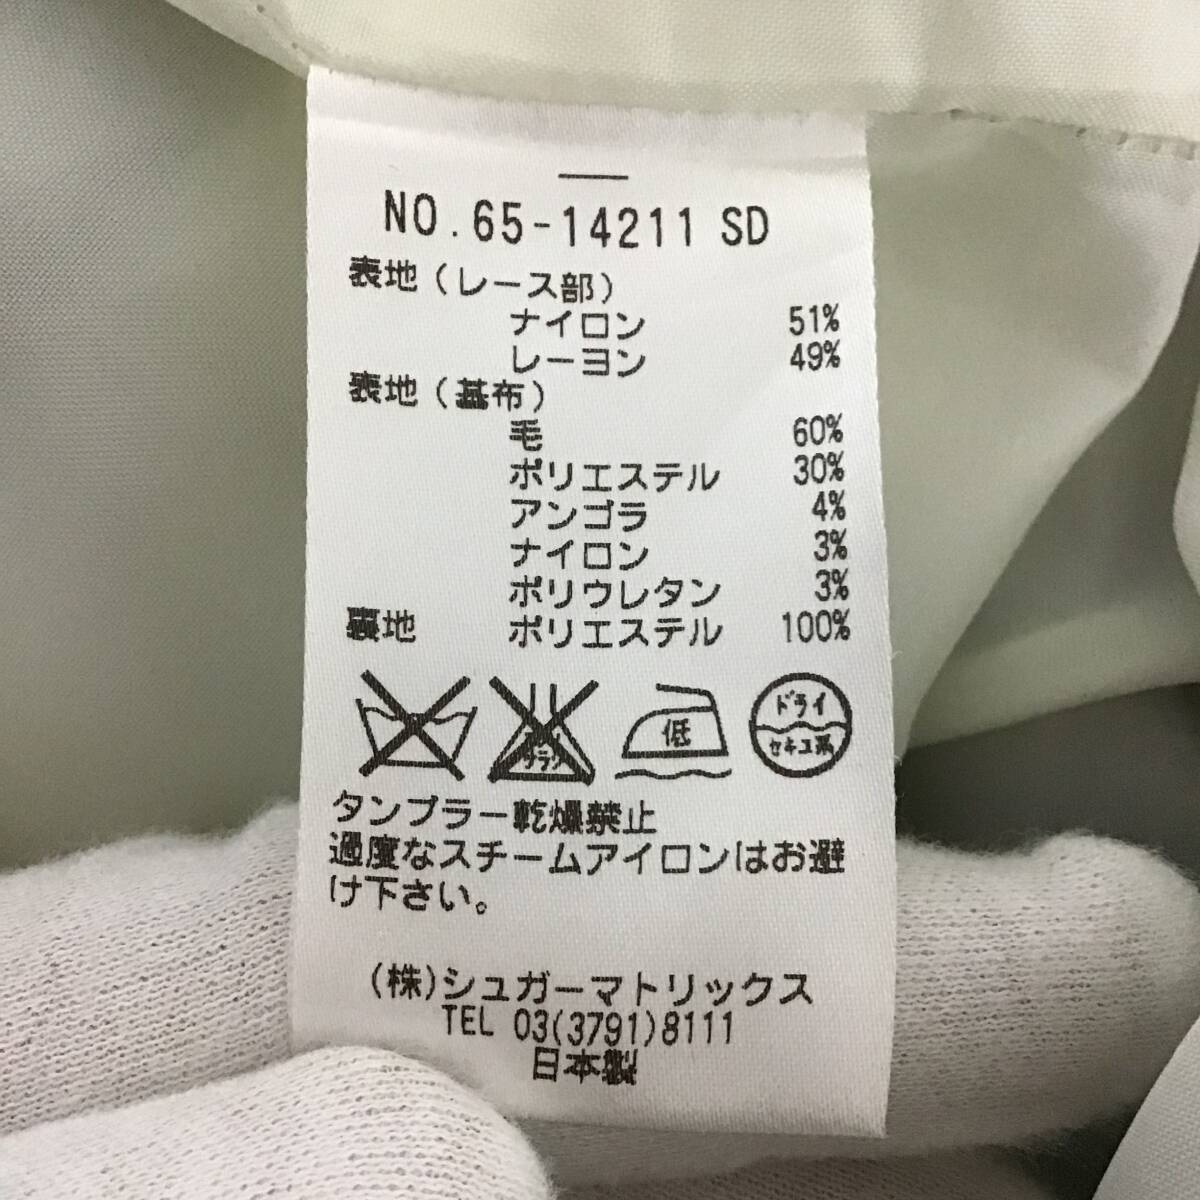 NO.65-14211 SD
表地(レース部)
ナイロン 51%
レーヨン 49%
表地(基布)
毛 60%
ポリエステル 30%
アンゴラ 4%
ナイロン 3%
ポリウレタン 3%
裏地 ポリエステル 100%
低
ドライ
セキユ系
タンブラー乾燥禁止
過度なスチームアイロンはお避
け下さい。
(株)シュガーマトリックス
TEL 03(3791)8111
日本製